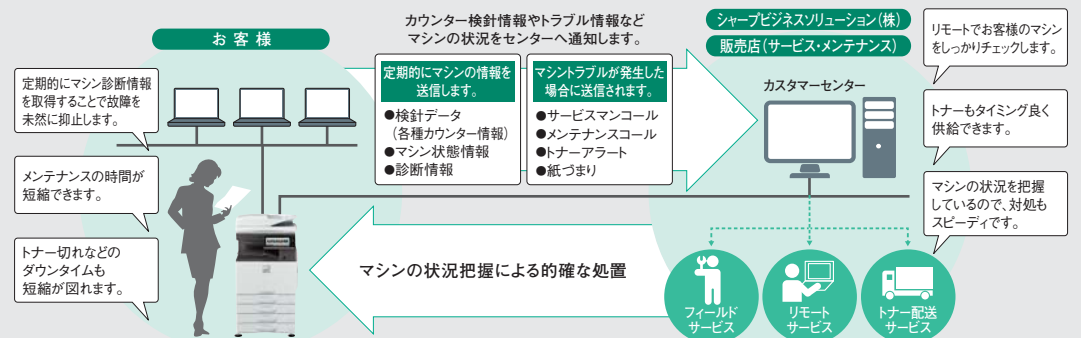 お客様
定期的にマシン診断情報
を取得することで故障を
未然に抑止します。
メンテナンスの時間が
短縮できます。
トナー切れなどの
ダウンタイムも
短縮が図れます。
カウンター検針情報やトラブル情報など
マシンの状況をセンターへ通知します。
定期的にマシンの情報を
送信します。
●検針データ
(各種カウンター情報)
●マシン状態情報
●診断情報
マシントラブルが発生した
場合に送信されます。
●サービスマンコール
●メンテナンスコール
●トナーアラート
●紙づまり
マシンの状況把握による的確な処置
シャープビジネスソリューション(株)
販売店(サービス・メンテナンス)
カスタマーセンター
リモートでお客様のマシン
をしっかりチェックします。
トナーもタイミング良く
供給できます。
マシンの状況を把握
しているので、対処も
スピーディです。
フィールド
サービス
リモート
サービス
トナー配送
サービス